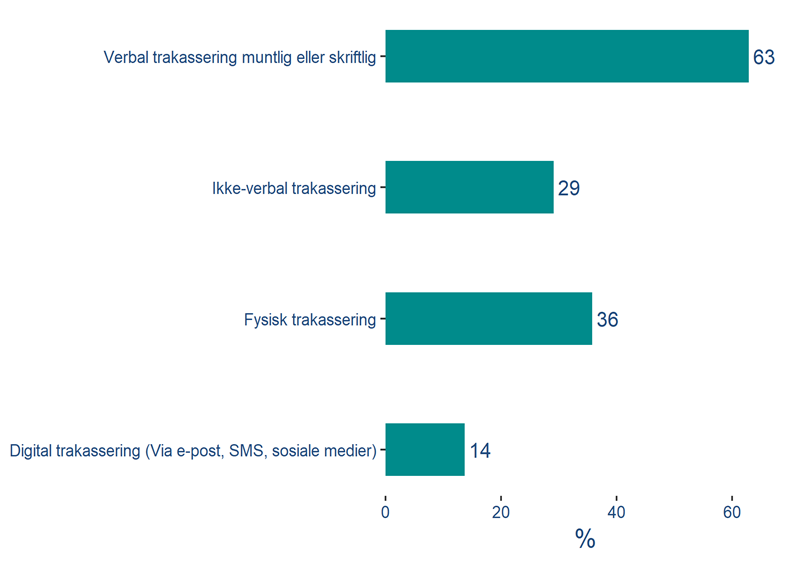 Verbal trakassering muntlig eller skriftlig
63
Ikke-verbal trakassering
29
Fysisk trakassering
36
Digital trakassering (Via e-post, SMS, sosiale medier)
14
0 20 40 60
%